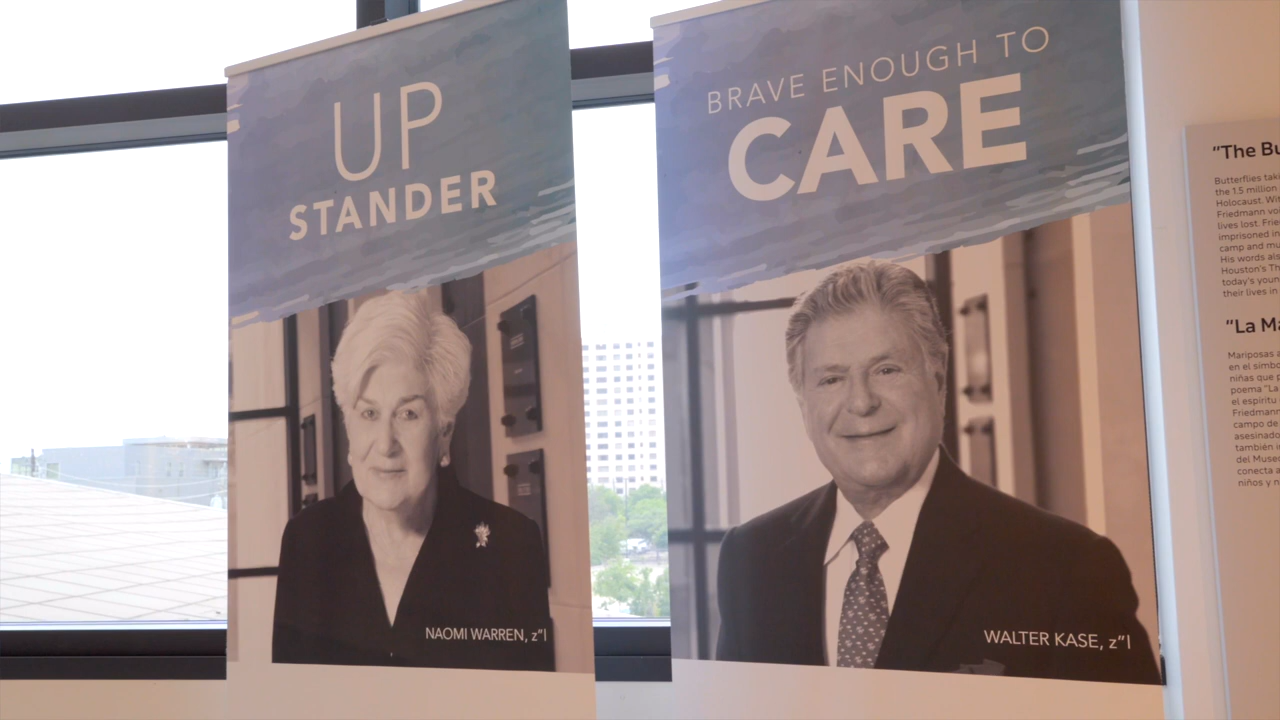 UP
STANDER
NAOMI WARREN, z"l
BRAVE ENOUGH TO
CARE
WALTER KASE, z"l
"The Bu
Butterflies taki
the 1.5 million
Holocaust. Wit
Friedmann vo
lives lost. Frie
imprisoned in
camp and mu
His words als
Houston's Th
today's youn
their lives in
"La Ma
Mariposas a
en el símbo
niñas que p
poema "La
el espíritu
Friedmann
campo de
asesinado
también i
del Museo
conecta a
niños y n